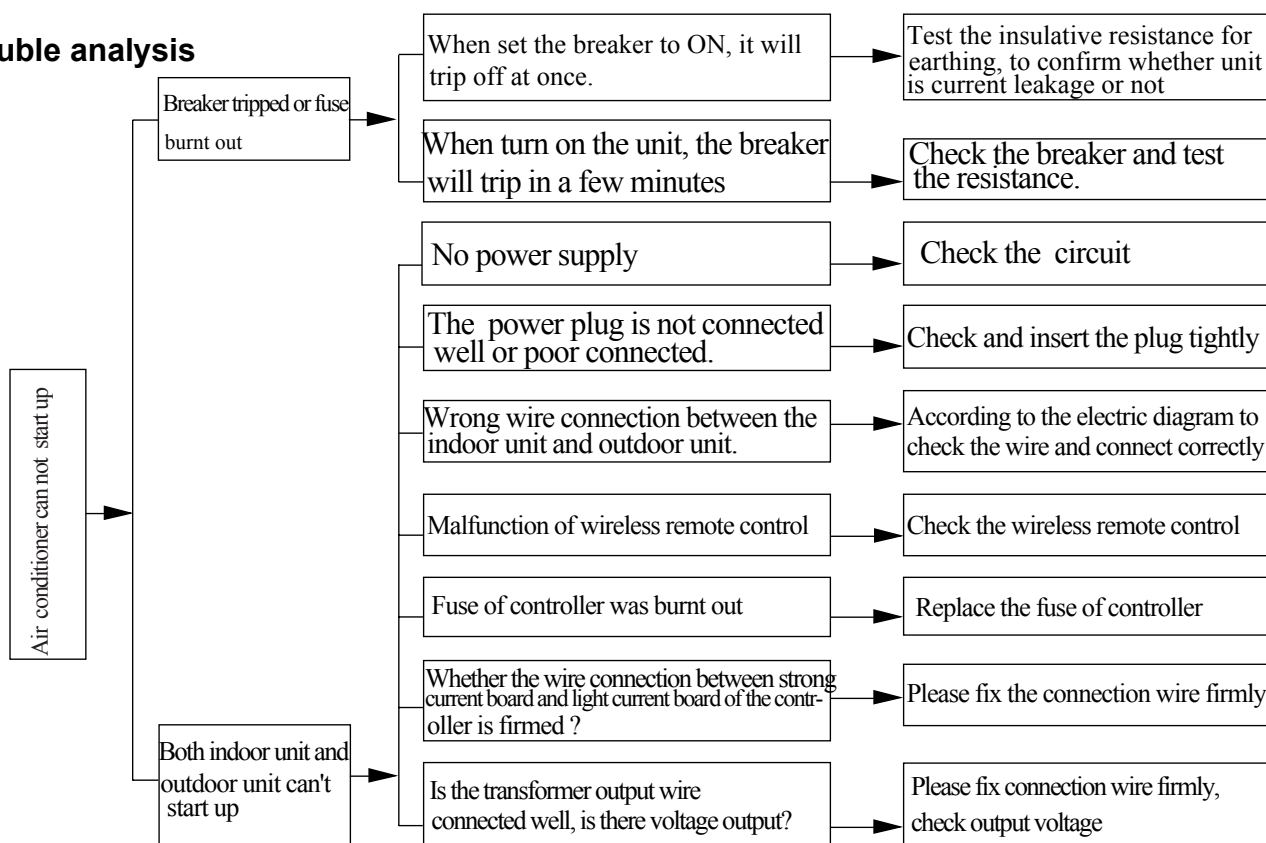 uble analysis
Air conditioner can not start up
Breaker tripped or fuse
burnt out
When set the breaker to ON, it will
trip off at once.
Test the insulative resistance for
earthing, to confirm whether unit
is current leakage or not
When turn on the unit, the breaker
will trip in a few minutes
Check the breaker and test
the resistance.
Both indoor unit and
outdoor unit can't
start up
No power supply
Check the circuit
The power plug is not connected
well or poor connected.
Check and insert the plug tightly
Wrong wire connection between the
indoor unit and outdoor unit.
According to the electric diagram to
check the wire and connect correctly
Malfunction of wireless remote control
Check the wireless remote control
Fuse of controller was burnt out
Replace the fuse of controller
Whether the wire connection between strong
current board and light current board of the contr-
oller is firmed ?
Please fix the connection wire firmly
Is the transformer output wire
connected well, is there voltage output?
Please fix connection wire firmly,
check output voltage